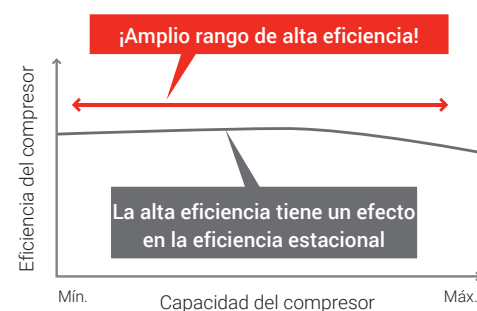 ¡Amplio rango de alta eficiencia!
Eficiencia del compresor
La alta eficiencia tiene un efecto
en la eficiencia estacional
Mín.
Capacidad del compresor
Máx.